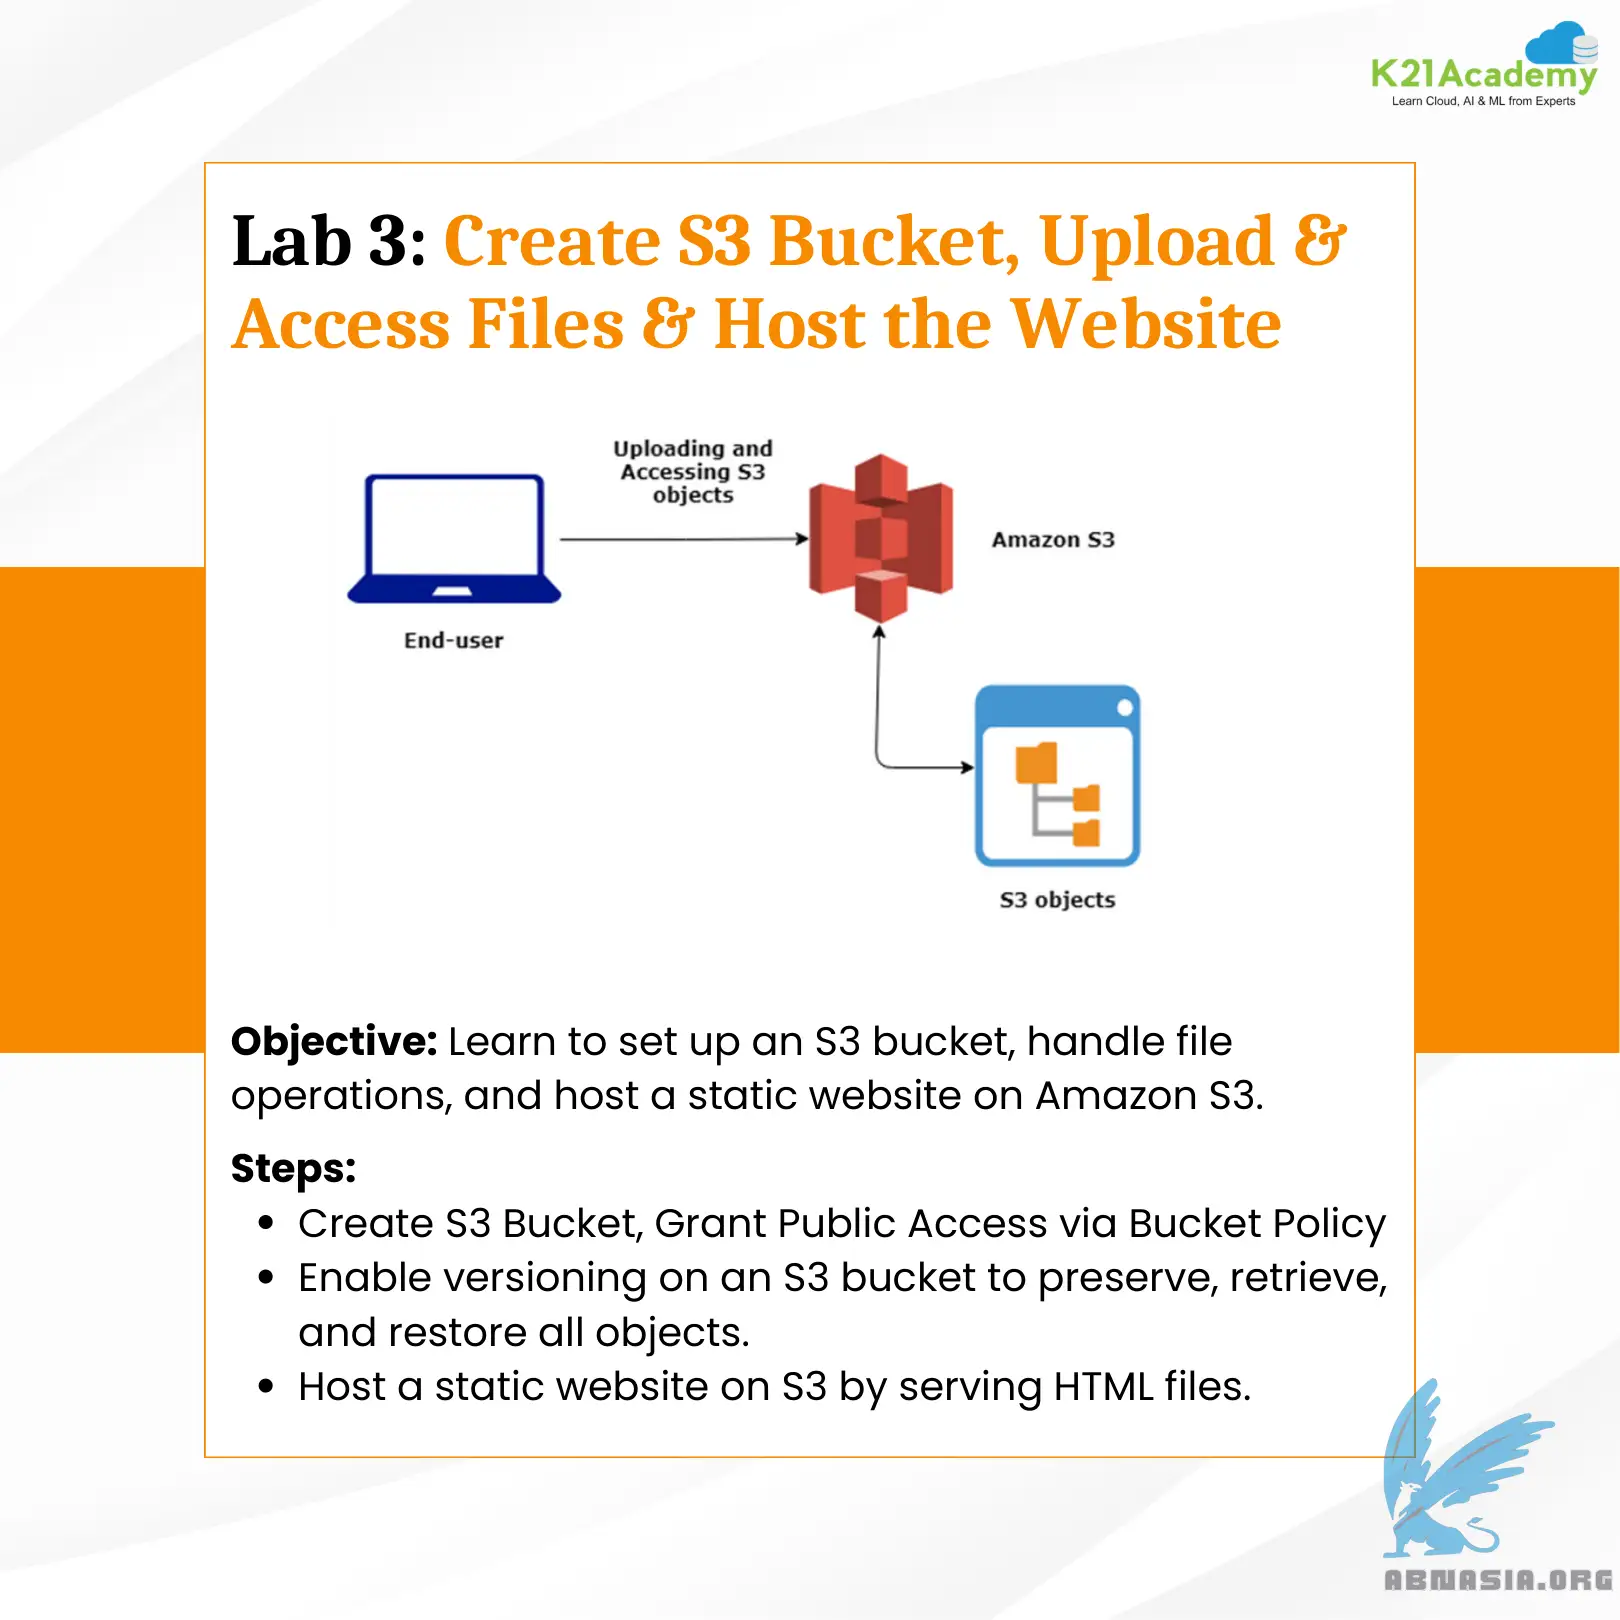 K21Academy
Learn Cloud, AI & ML from Experts
Lab 3: Create S3 Bucket, Upload &
Access Files & Host the Website
Uploading and
Accessing S3
objects
Amazon S3
End-user
S3 objects
Objective: Learn to set up an S3 bucket, handle file
operations, and host a static website on Amazon S3.
Steps:
• Create S3 Bucket, Grant Public Access via Bucket Policy
• Enable versioning on an S3 bucket to preserve, retrieve,
and restore all objects.
• Host a static website on S3 by serving HTML files.
ABNASIA.ORG